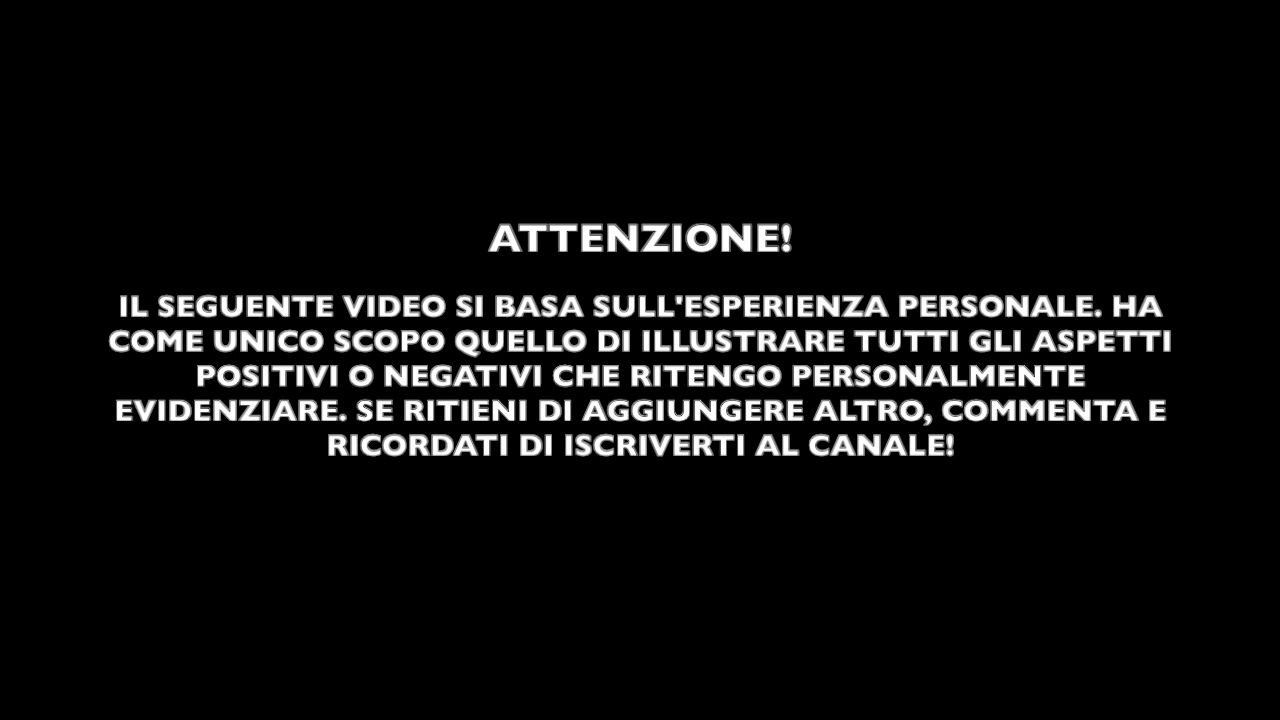 ATTENZIONE!
IL SEGUENTE VIDEO SI BASA SULL'ESPERIENZA PERSONALE. HA
COME UNICO SCOPO QUELLO DI ILLUSTRARE TUTTI GLI ASPETTI
POSITIVI O NEGATIVI CHE RITENGO PERSONALMENTE
EVIDENZIARE. SE RITIENI DI AGGIUNGERE ALTRO, COMMENTA E
RICORDATI DI ISCRIVERTI AL CANALE!